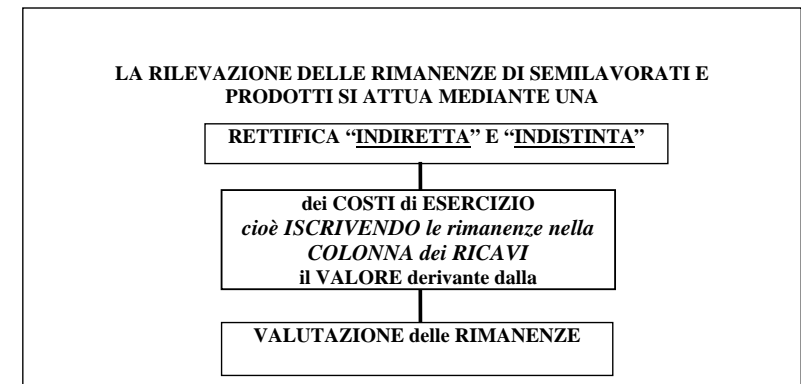 LA RILEVAZIONE DELLE RIMANENZE DI SEMILAVORATI E
PRODOTTI SI ATTUA MEDIANTE UNA
RETTIFICA “INDIRETTA” E “INDISTINTA”
dei COSTI di ESERCIZIO
cioè ISCRIVENDO le rimanenze nella
COLONNA dei RICAVI
il VALORE derivante dalla
VALUTAZIONE delle RIMANENZE